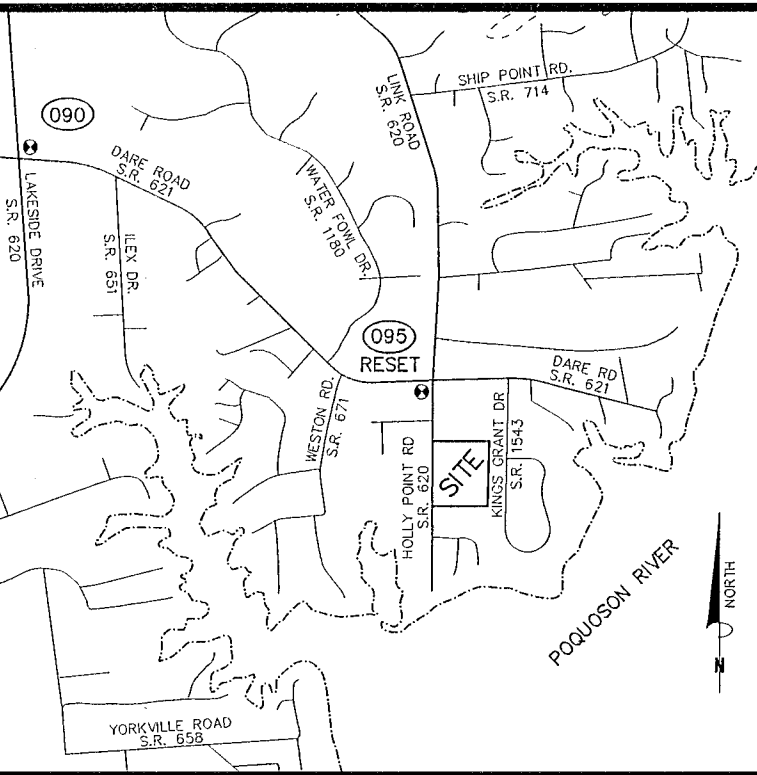 090
DARE ROAD
S.R. 621
LAKESIDE DRIVE
S.R. 620
ILEX DR.
S.R. 651
WATER FOWL DR.
S.R. 1180
LINK ROAD
S.R. 620
SHIP POINT RD.
S.R. 714
095
RESET
DARE RD
S.R. 621
WESTON RD.
S.R. 671
HOLLY POINT RD
S.R. 620
SITE
KINGS GRANT DR
S.R. 1543
POQUOSON RIVER
NORTH
N
YORKVILLE ROAD
S.R. 658